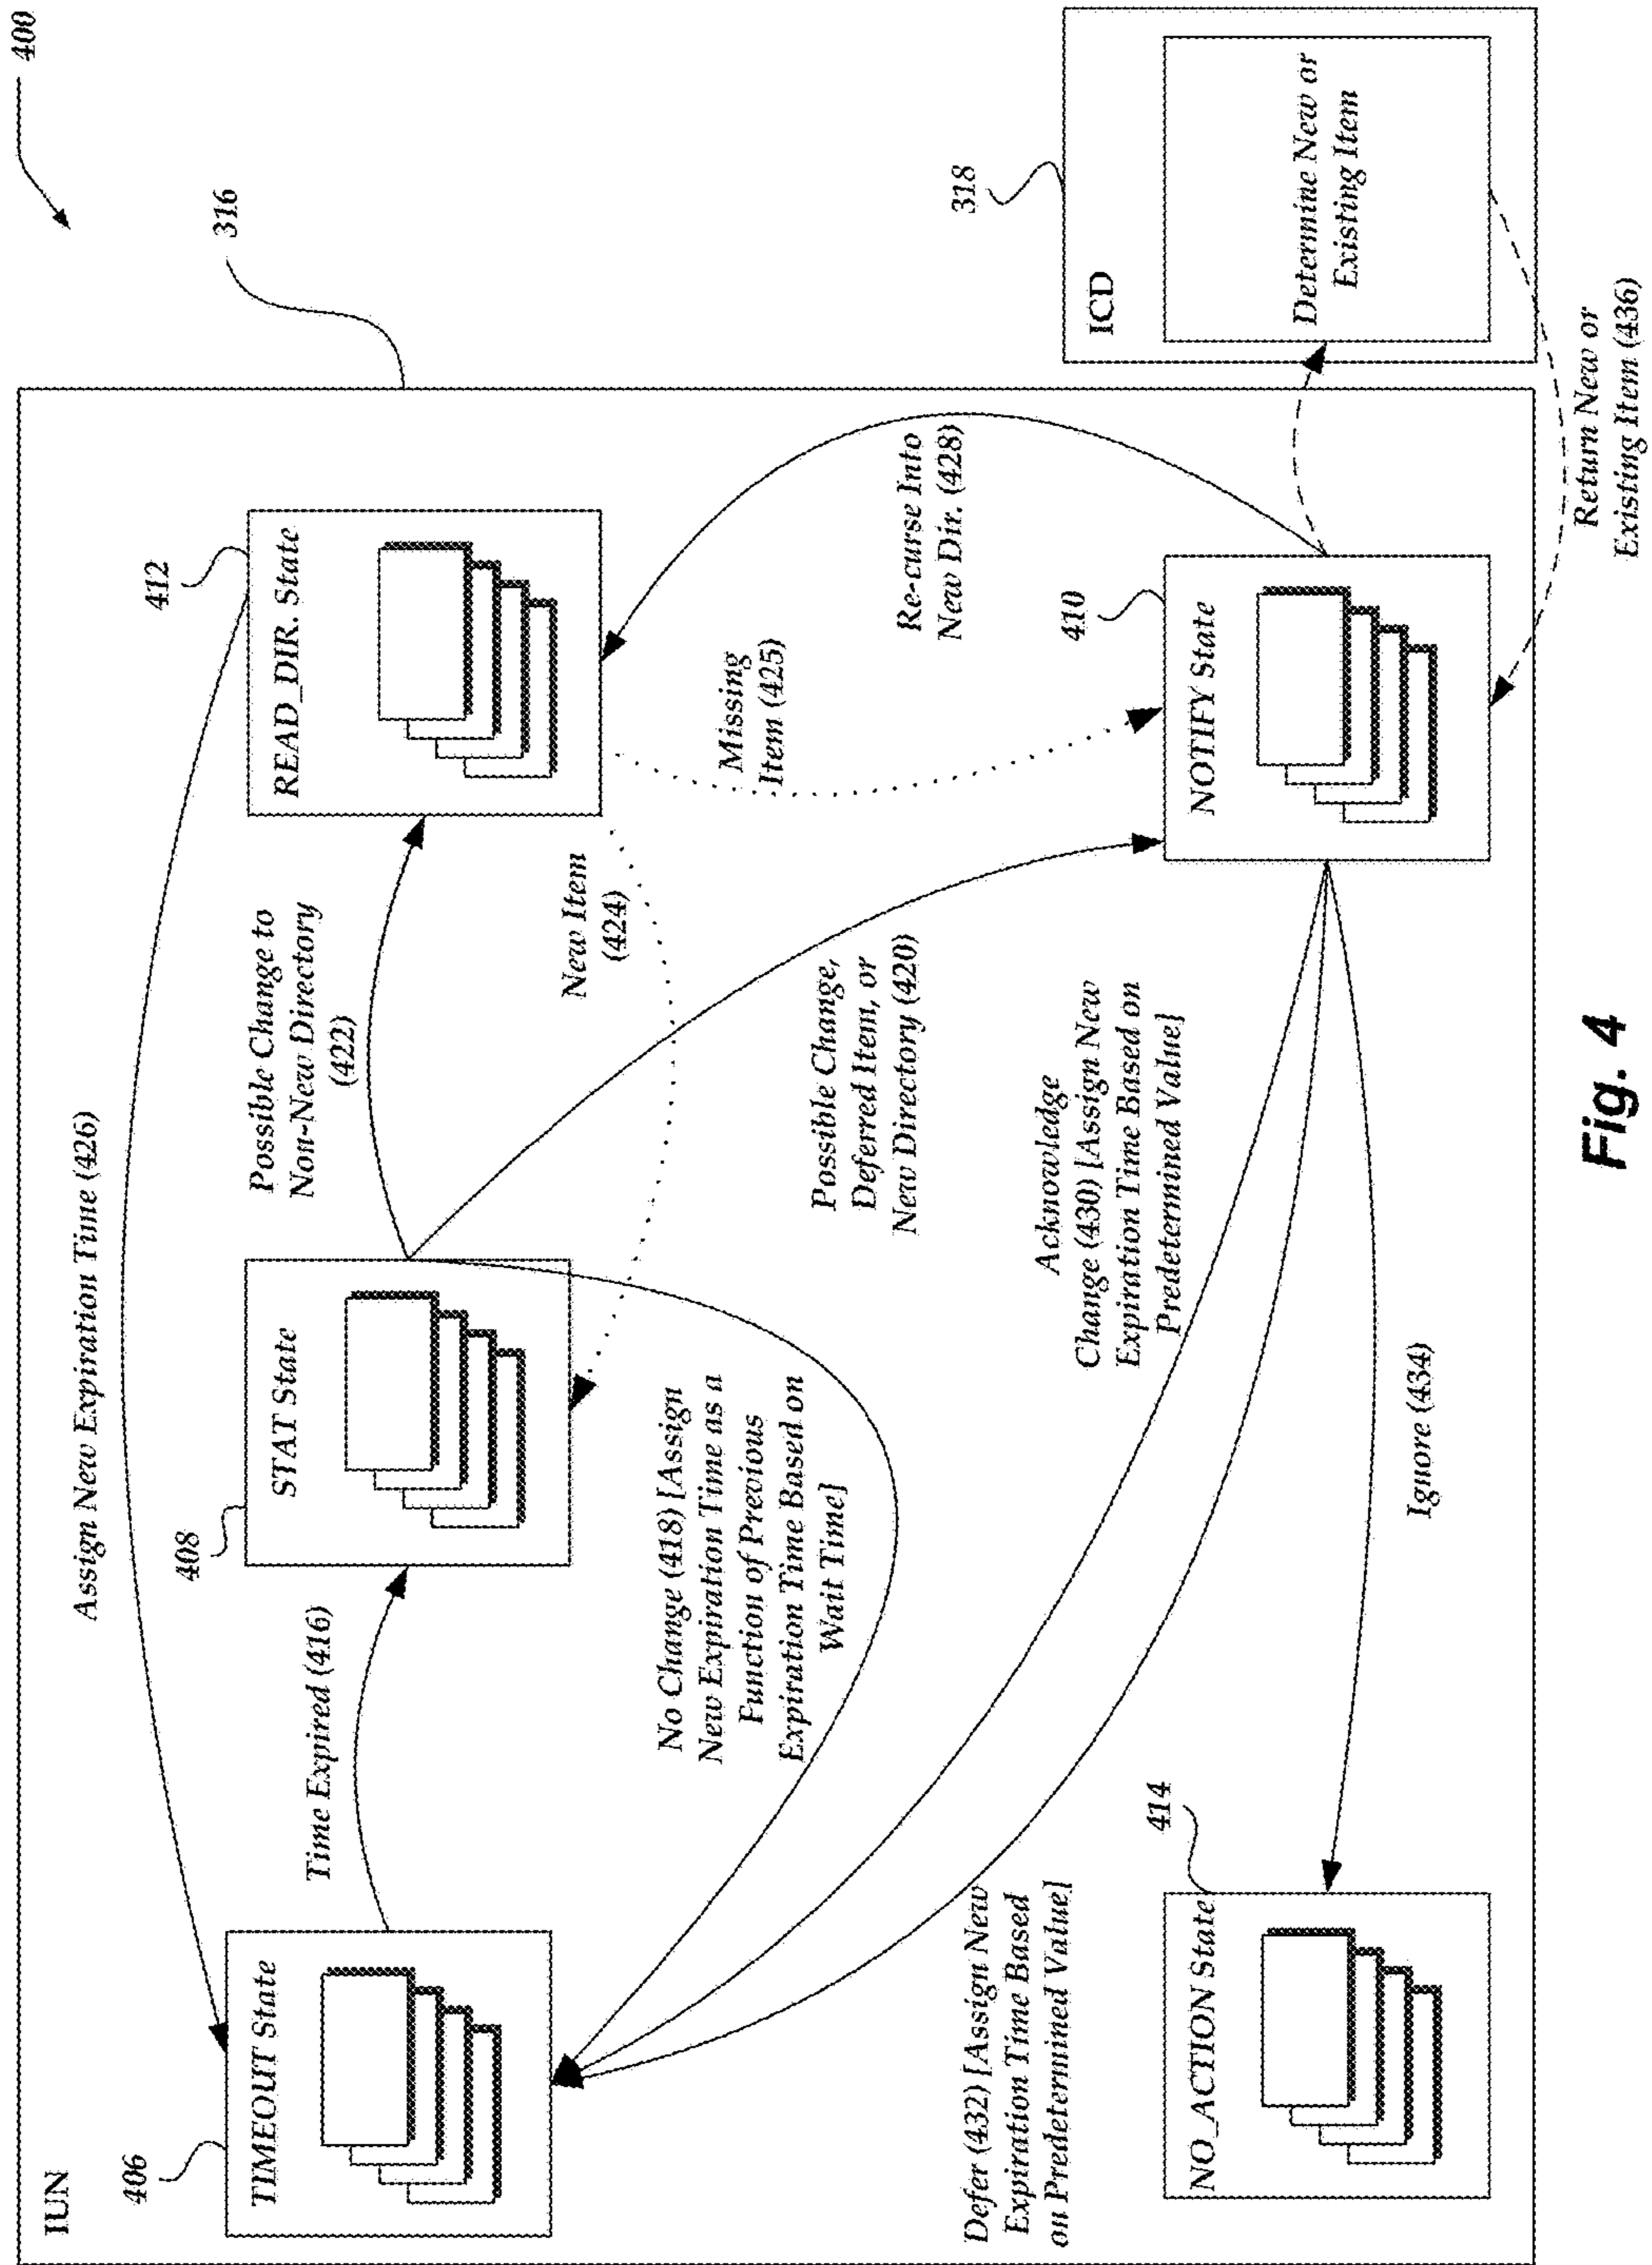 400
316
IUN
Assign New Expiration Time (426)
406
TIMEOUT State
Time Expired (416)
408
STAT State
Possible Change to
Non-New Directory
(422)
412
READ_DIR. State
New Item
(424)
Missing
Item (425)
Re-curse Into
New Dir. (428)
No Change (418) [Assign
New Expiration Time as a
Function of Previous
Expiration Time Based on
Wait Time]
Possible Change,
Deferred Item, or
New Directory (420)
Acknowledge
Change (430) [Assign New
Expiration Time Based on
Predetermined Value]
Defer (432) [Assign New
Expiration Time Based
on Predetermined Value]
414
NO_ACTION State
Ignore (434)
410
NOTIFY State
318
ICD
Determine New or
Existing Item
Return New or
Existing Item (436)
Fig. 4